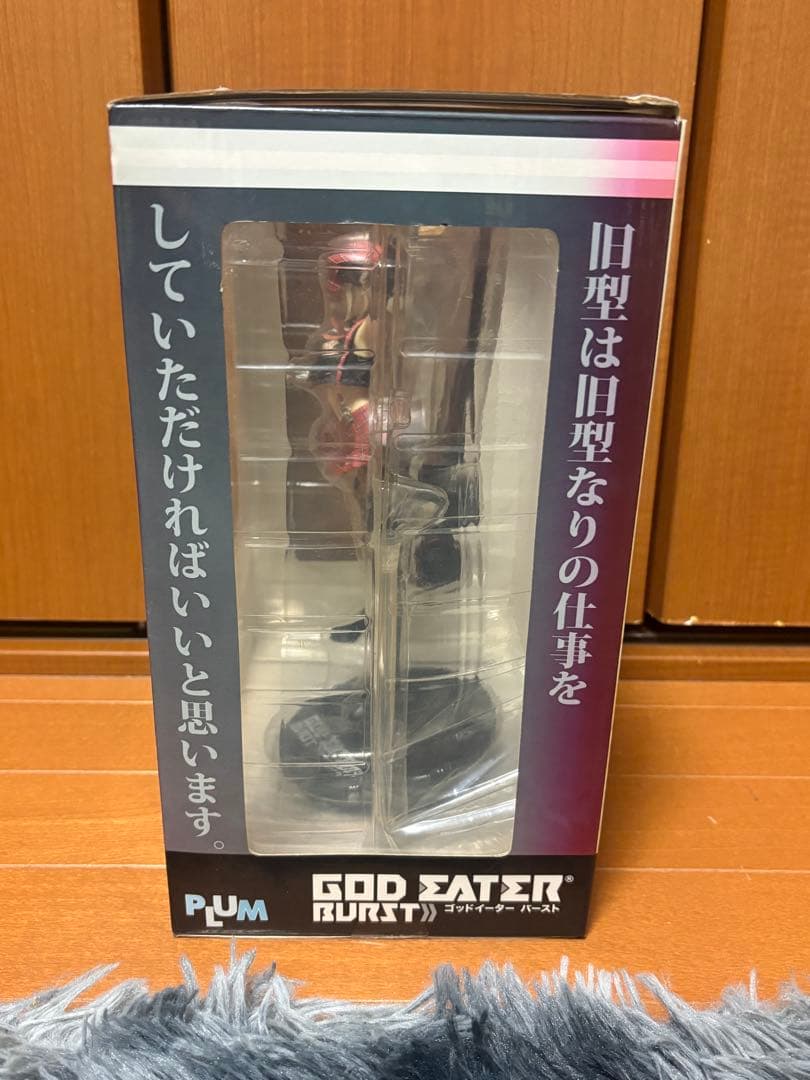 旧型は旧型なりの仕事を
していただければいいと思います。
PLUM
GOD EATER®
BURST》 ゴッドイーター バースト